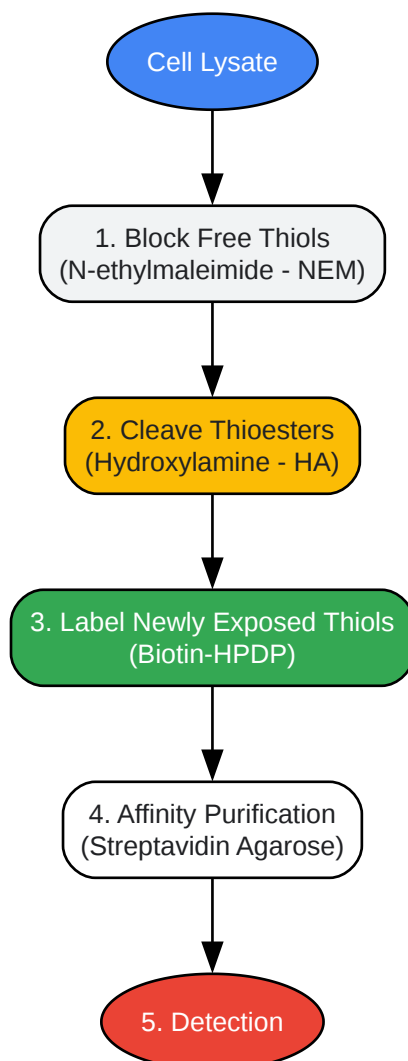 Cell Lysate
1. Block Free Thiols
(N-ethylmaleimide - NEM)
2. Cleave Thioesters
(Hydroxylamine - HA)
3. Label Newly Exposed Thiols
(Biotin-HPDP)
4. Affinity Purification
(Streptavidin Agarose)
5. Detection